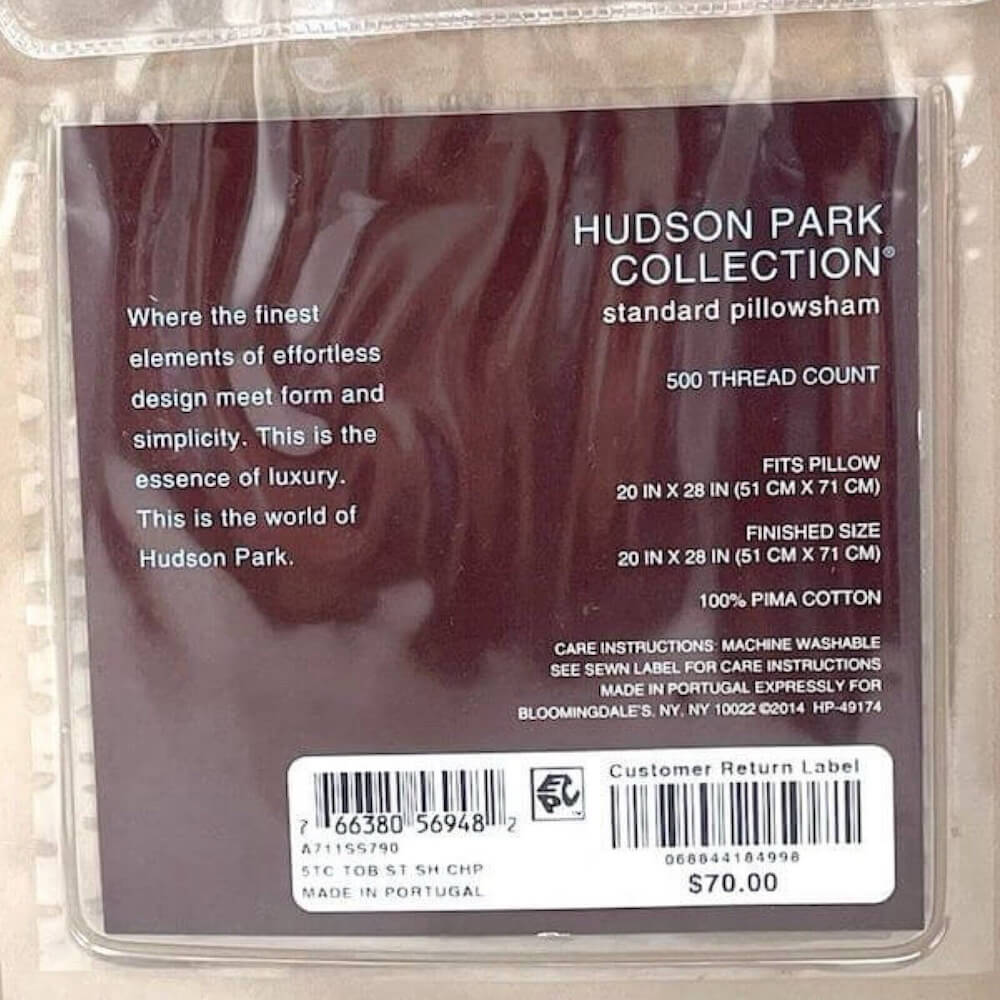 Where the finest
elements of effortless
design meet form and
simplicity. This is the
essence of luxury.
This is the world of
Hudson Park.
HUDSON PARK
COLLECTION®
standard pillowsham
500 THREAD COUNT
FITS PILLOW
20 IN X 28 IN (51 CM X 71 CM)
FINISHED SIZE
20 IN X 28 IN (51 CM X 71 CM)
100% PIMA COTTON
CARE INSTRUCTIONS: MACHINE WASHABLE
SEE SEWN LABEL FOR CARE INSTRUCTIONS
MADE IN PORTUGAL EXPRESSLY FOR
BLOOMINGDALE'S, NY, NY 10022 ©2014 HP-49174
7 66380 56948 2
A711SS790
5TC TOB ST SH CHP
MADE IN PORTUGAL
EPC
Customer Return Label
068844184998
$70.00